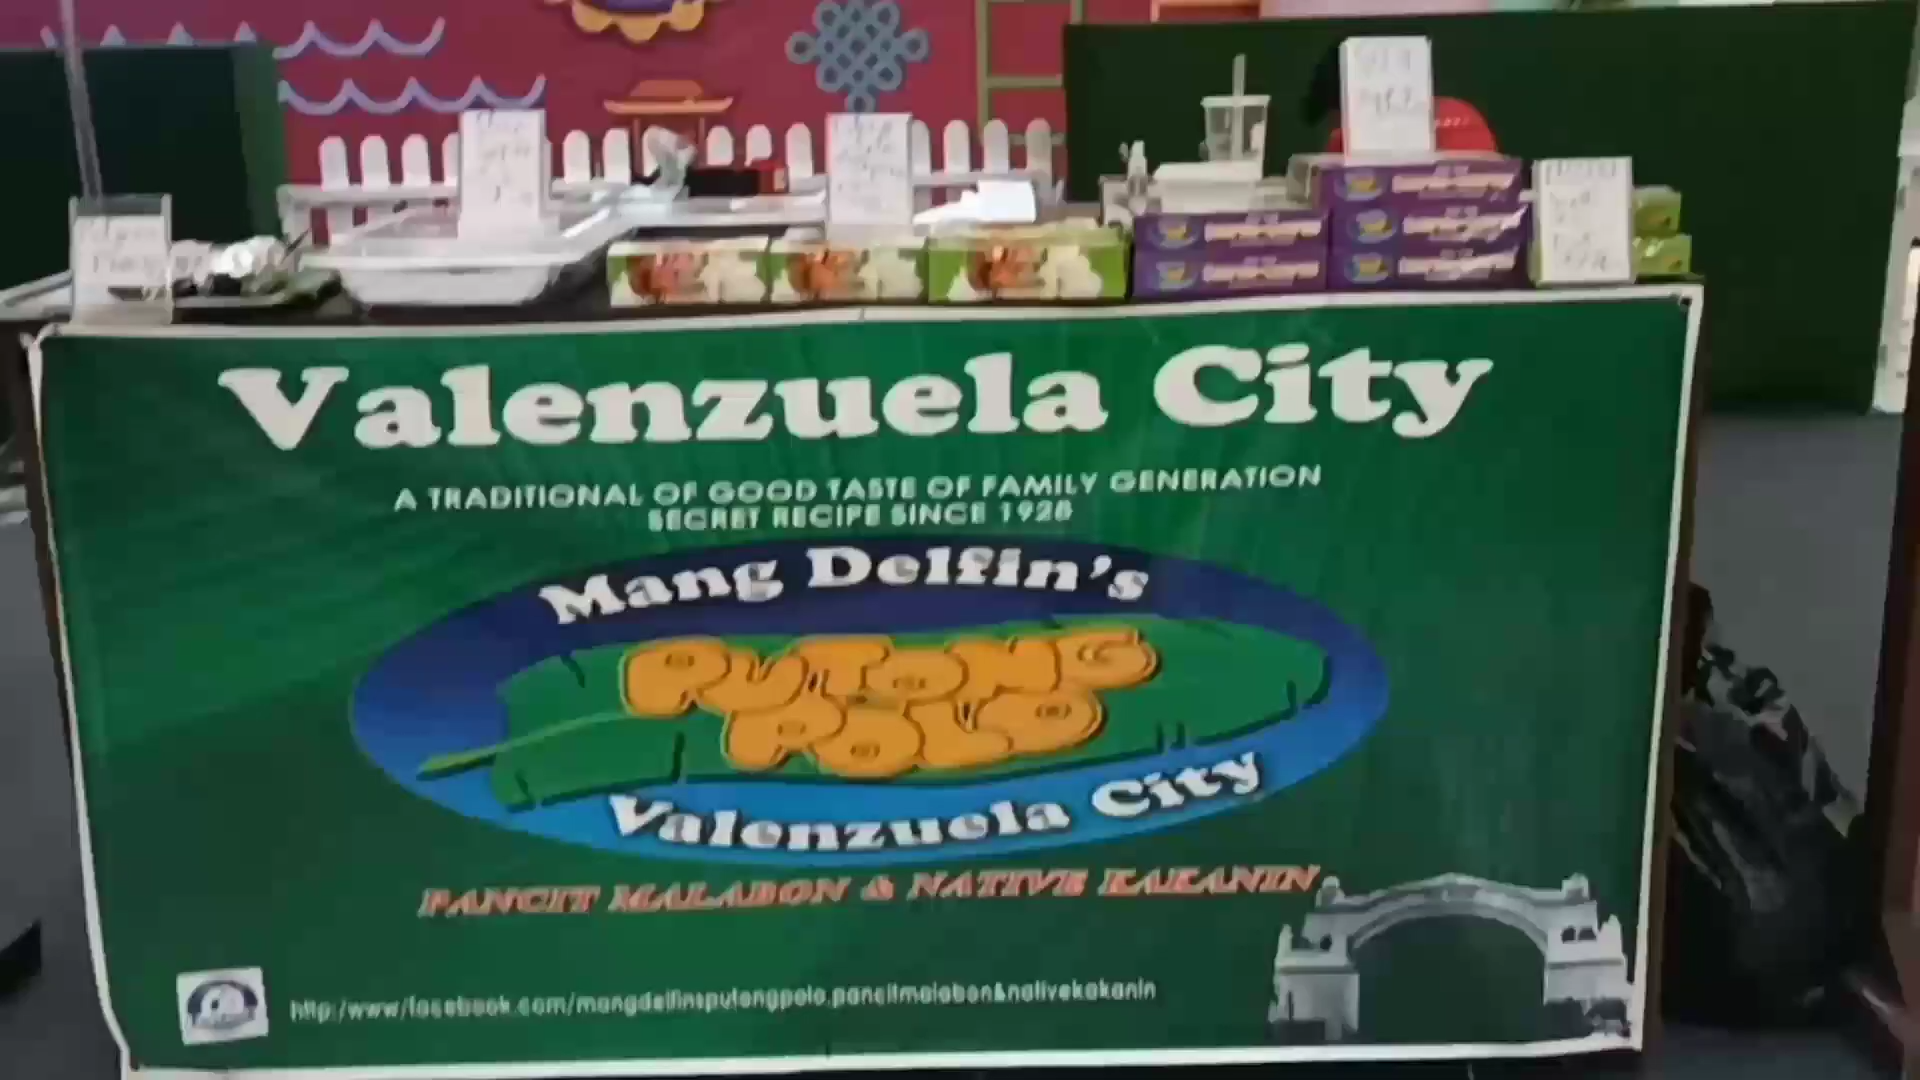 Valenzuela City
A TRADITIONAL OF GOOD TASTE OF FAMILY GENERATION
SECRET RECIPE SINCE 1928
Mang Delfin's
PUTONG
POLO
Valenzuela City
PANCIT MALABON & NATIVE KAKANIN
http:/www/facebook.com/mangdelfinsputongpolo.pancitmalabon&nativekakanin